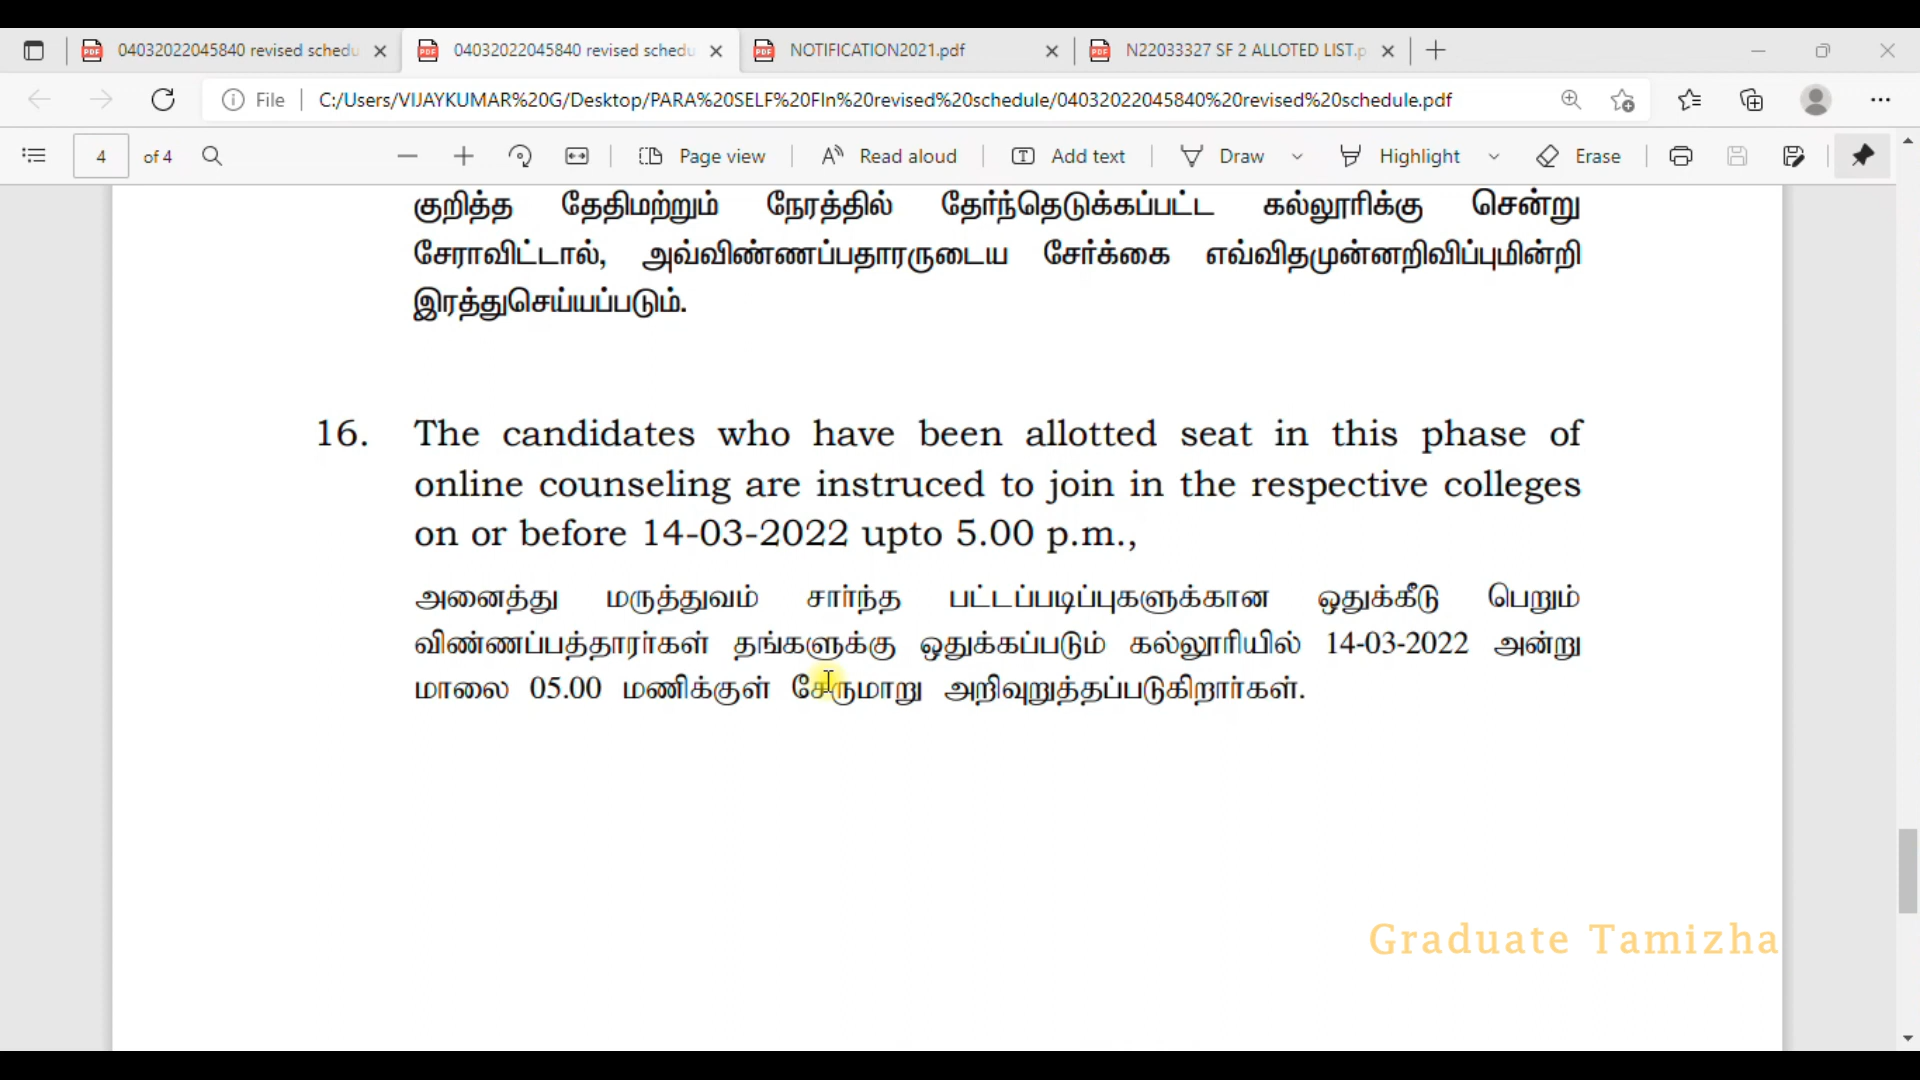 04032022045840 revised schedu
04032022045840 revised schedu
NOTIFICATION2021.pdf
N22033327 SF 2 ALLOTED LIST.p
File
C:/Users/VIJAYKUMAR%20G/Desktop/PARA%20SELF%20FIn%20revised%20schedule/04032022045840%20revised%20schedule.pdf
4 of 4 Page view Read aloud Add text Draw Highlight Erase
குறித்த தேதிமற்றும் நேரத்தில் தேர்ந்தெடுக்கப்பட்ட கல்லூரிக்கு சென்று
சேராவிட்டால், அவ்விண்ணப்பதாரருடைய சேர்க்கை எவ்விதமுன்னறிவிப்புமின்றி
இரத்துசெய்யப்படும்.
16. The candidates who have been allotted seat in this phase of
online counseling are instruced to join in the respective colleges
on or before 14-03-2022 upto 5.00 p.m.,
அனைத்து மருத்துவம் சார்ந்த பட்டப்படிப்புகளுக்கான ஒதுக்கீடு பெறும்
விண்ணப்பத்தாரர்கள் தங்களுக்கு ஒதுக்கப்படும் கல்லூரியில் 14-03-2022 அன்று
மாலை 05.00 மணிக்குள் சேருமாறு அறிவுறுத்தப்படுகிறார்கள்.
Graduate Tamizha